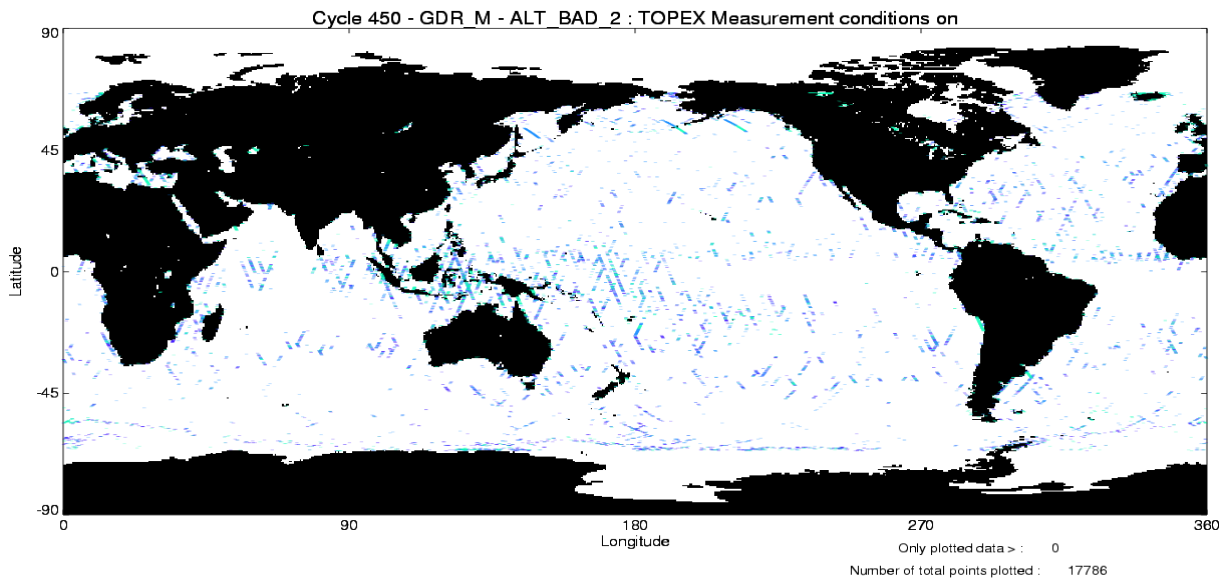 Cycle 450 - GDR_M - ALT_BAD_2 : TOPEX Measurement conditions on
90
45
0
-45
-90
Latitude
0
90
180
270
360
Longitude
Only plotted data > : 0
Number of total points plotted : 17786